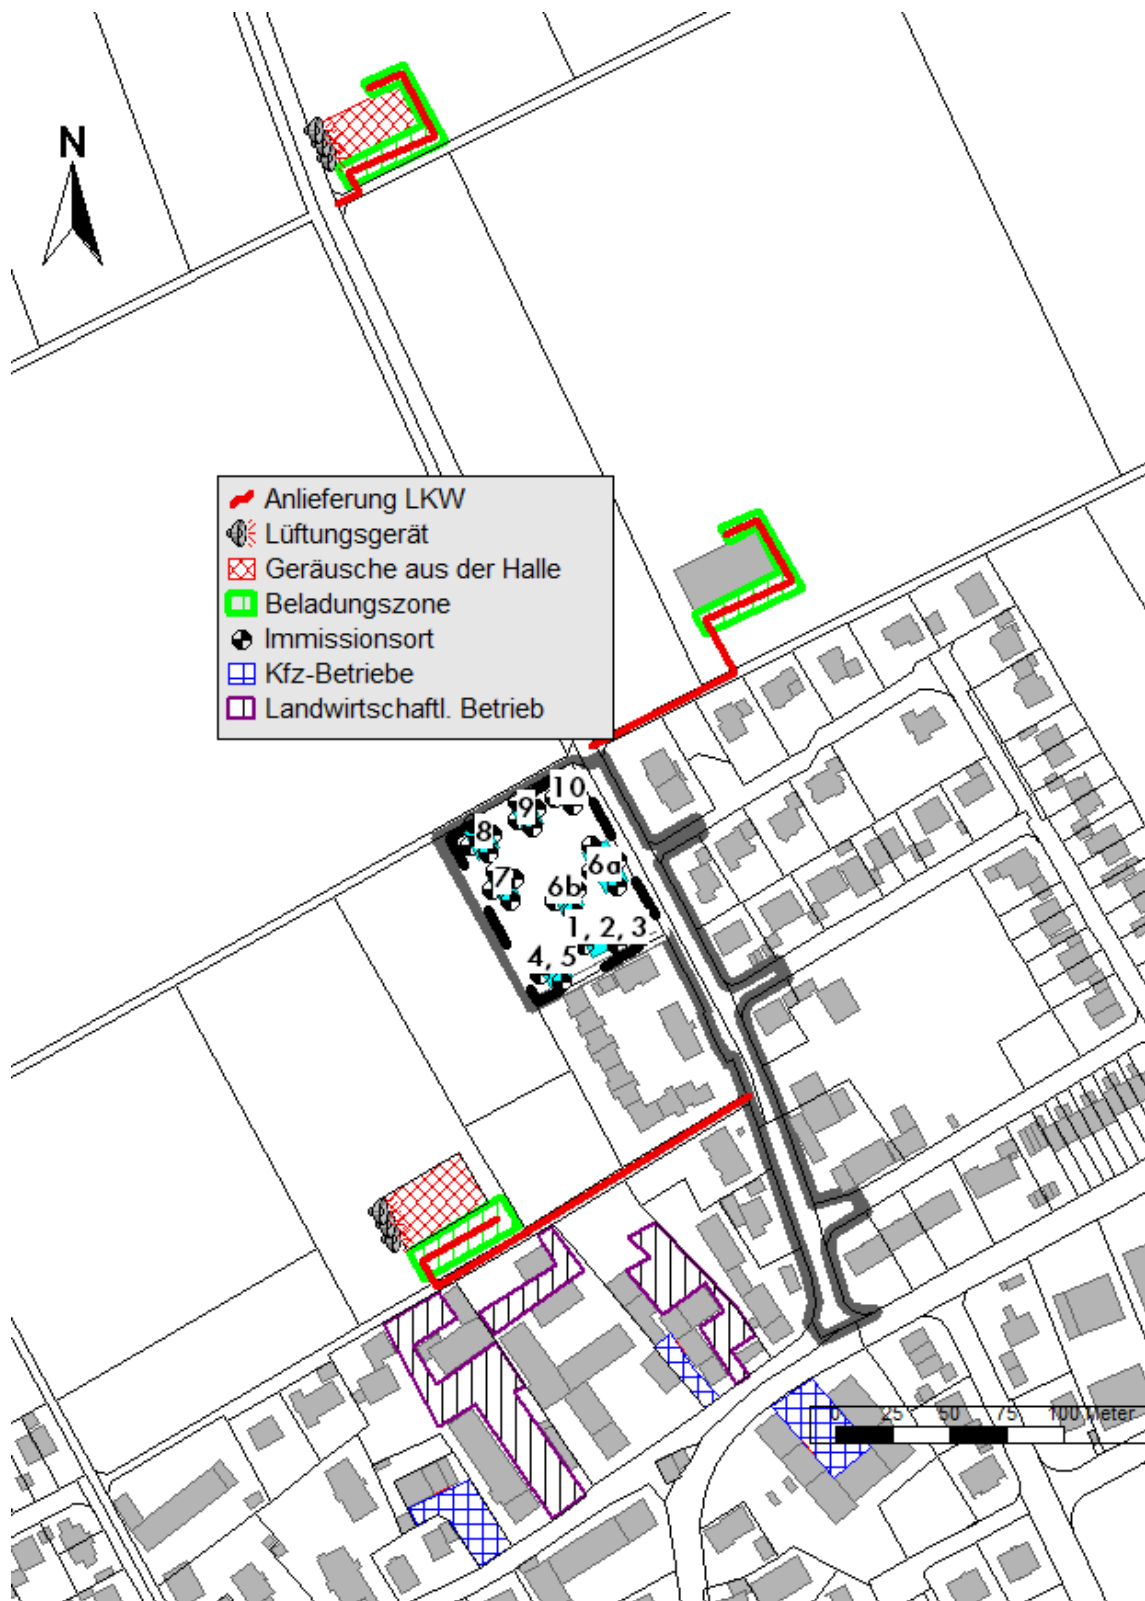 N
Anlieferung LKW
Lüftungsgerät
Geräusche aus der Halle
Beladungszone
Immissionsort
Kfz-Betriebe
Landwirtschaftl. Betrieb
10
9
8
6a
7
6b
1, 2, 3
4, 5
0 25 50 75 100 Meter